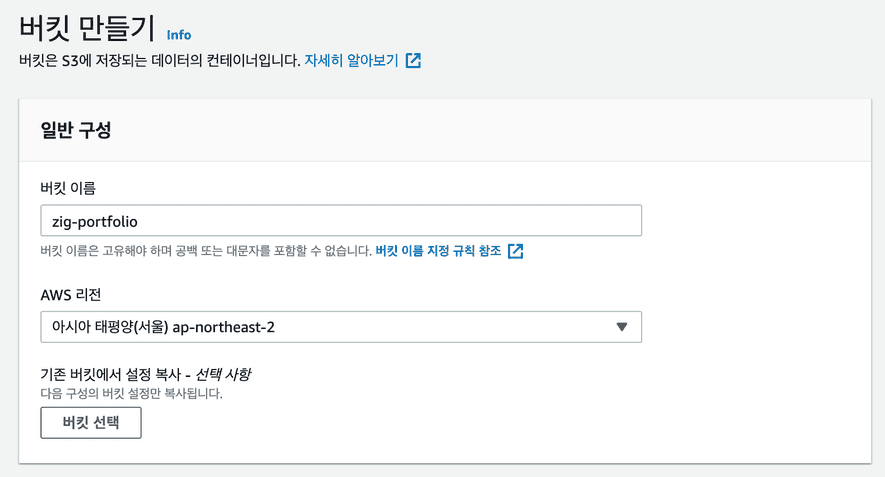 버킷 만들기 Info
버킷은 S3에 저장되는 데이터의 컨테이너입니다. 자세히 알아보기
일반 구성
버킷 이름
zig-portfolio
버킷 이름은 고유해야 하며 공백 또는 대문자를 포함할 수 없습니다. 버킷 이름 지정 규칙 참조
AWS 리전
아시아 태평양(서울) ap-northeast-2
기존 버킷에서 설정 복사 - 선택 사항
다음 구성의 버킷 설정만 복사됩니다.
버킷 선택